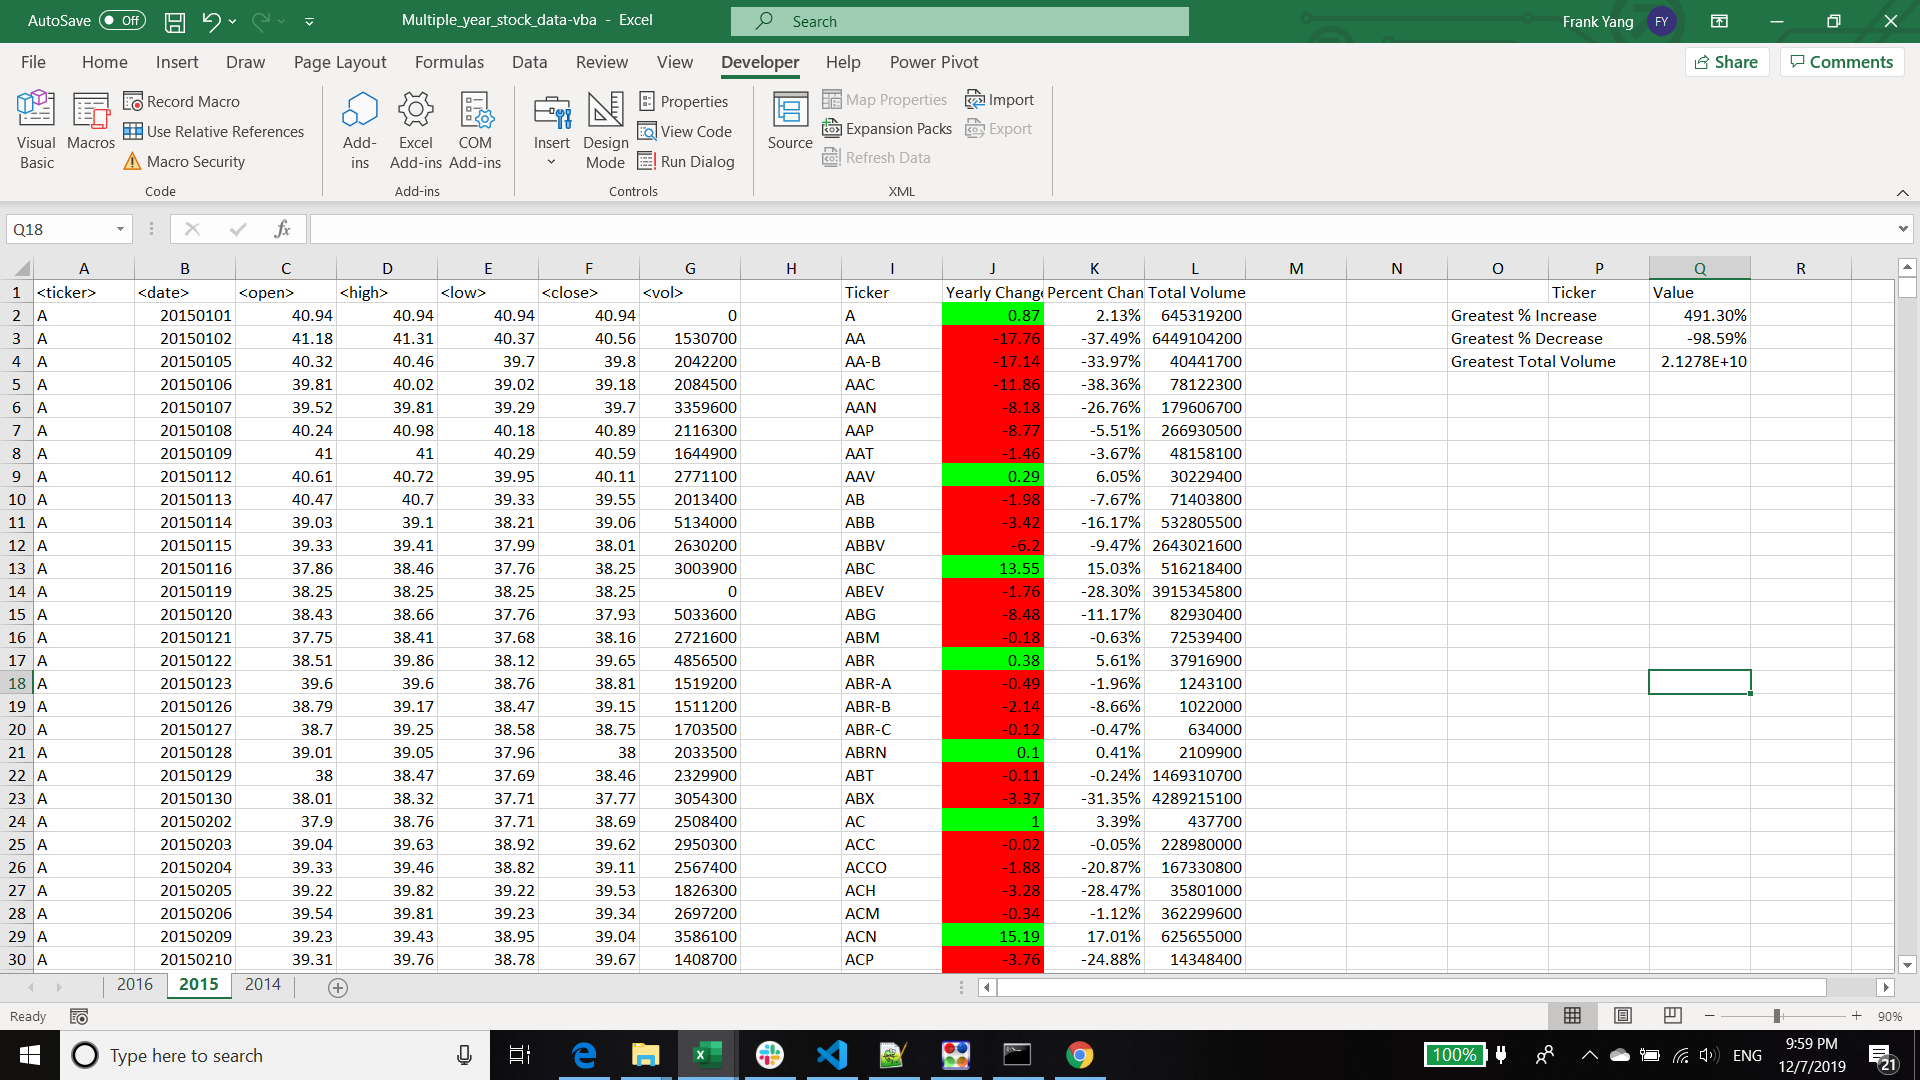 AutoSave Off Multiple_year_stock_data-vba - Excel Search Frank Yang FY
File Home Insert Draw Page Layout Formulas Data Review View Developer Help Power Pivot Share Comments
Visual Basic
Macros
Record Macro
Use Relative References
Macro Security
Code
Add-ins
Excel Add-ins
COM Add-ins
Add-ins
Insert
Design Mode
Properties
View Code
Run Dialog
Controls
Source
Map Properties
Expansion Packs
Refresh Data
Import
Export
XML
Q18 fx
A B C D E F G H I J K L M N O P Q R
1 <ticker> <date> <open> <high> <low> <close> <vol> Ticker Yearly Change Percent Chan Total Volume Ticker Value
2 A 20150101 40.94 40.94 40.94 40.94 0 A 0.87 2.13% 645319200 Greatest % Increase 491.30%
3 A 20150102 41.18 41.31 40.37 40.56 1530700 AA -17.76 -37.49% 6449104200 Greatest % Decrease -98.59%
4 A 20150105 40.32 40.46 39.7 39.8 2042200 AA-B -17.14 -33.97% 40441700 Greatest Total Volume 2.1278E+10
5 A 20150106 39.81 40.02 39.02 39.18 2084500 AAC -11.86 -38.36% 78122300
6 A 20150107 39.52 39.81 39.29 39.7 3359600 AAN -8.18 -26.76% 179606700
7 A 20150108 40.24 40.98 40.18 40.89 2116300 AAP -8.77 -5.51% 266930500
8 A 20150109 41 41 40.29 40.59 1644900 AAT -1.46 -3.67% 48158100
9 A 20150112 40.61 40.72 39.95 40.11 2771100 AAV 0.29 6.05% 30229400
10 A 20150113 40.47 40.7 39.33 39.55 2013400 AB -1.98 -7.67% 71403800
11 A 20150114 39.03 39.1 38.21 39.06 5134000 ABB -3.42 -16.17% 532805500
12 A 20150115 39.33 39.41 37.99 38.01 2630200 ABBV -6.2 -9.47% 2643021600
13 A 20150116 37.86 38.46 37.76 38.25 3003900 ABC 13.55 15.03% 516218400
14 A 20150119 38.25 38.25 38.25 38.25 0 ABEV -1.76 -28.30% 3915345800
15 A 20150120 38.43 38.66 37.76 37.93 5033600 ABG -8.48 -11.17% 82930400
16 A 20150121 37.75 38.41 37.68 38.16 2721600 ABM -0.18 -0.63% 72539400
17 A 20150122 38.51 39.86 38.12 39.65 4856500 ABR 0.38 5.61% 37916900
18 A 20150123 39.6 39.6 38.76 38.81 1519200 ABR-A -0.49 -1.96% 1243100
19 A 20150126 38.79 39.17 38.47 39.15 1511200 ABR-B -2.14 -8.66% 1022000
20 A 20150127 38.7 39.25 38.58 38.75 1703500 ABR-C -0.12 -0.47% 634000
21 A 20150128 39.01 39.05 37.96 38 2033500 ABRN 0.1 0.41% 2109900
22 A 20150129 38 38.47 37.69 38.46 2329900 ABT -0.11 -0.24% 1469310700
23 A 20150130 38.01 38.32 37.71 37.77 3054300 ABX -3.37 -31.35% 4289215100
24 A 20150202 37.9 38.76 37.71 38.69 2508400 AC 1 3.39% 437700
25 A 20150203 39.04 39.63 38.92 39.62 2950300 ACC -0.02 -0.05% 228980000
26 A 20150204 39.33 39.46 38.82 39.11 2567400 ACCO -1.88 -20.87% 167330800
27 A 20150205 39.22 39.82 39.22 39.53 1826300 ACH -3.28 -28.47% 35801000
28 A 20150206 39.54 39.81 39.23 39.34 2697200 ACM -0.34 -1.12% 362299600
29 A 20150209 39.23 39.43 38.95 39.04 3586100 ACN 15.19 17.01% 625655000
30 A 20150210 39.31 39.76 38.78 39.67 1408700 ACP -3.76 -24.88% 14348400
2016 2015 2014
Ready 90%
Type here to search 100% ENG 9:59 PM 12/7/2019 21